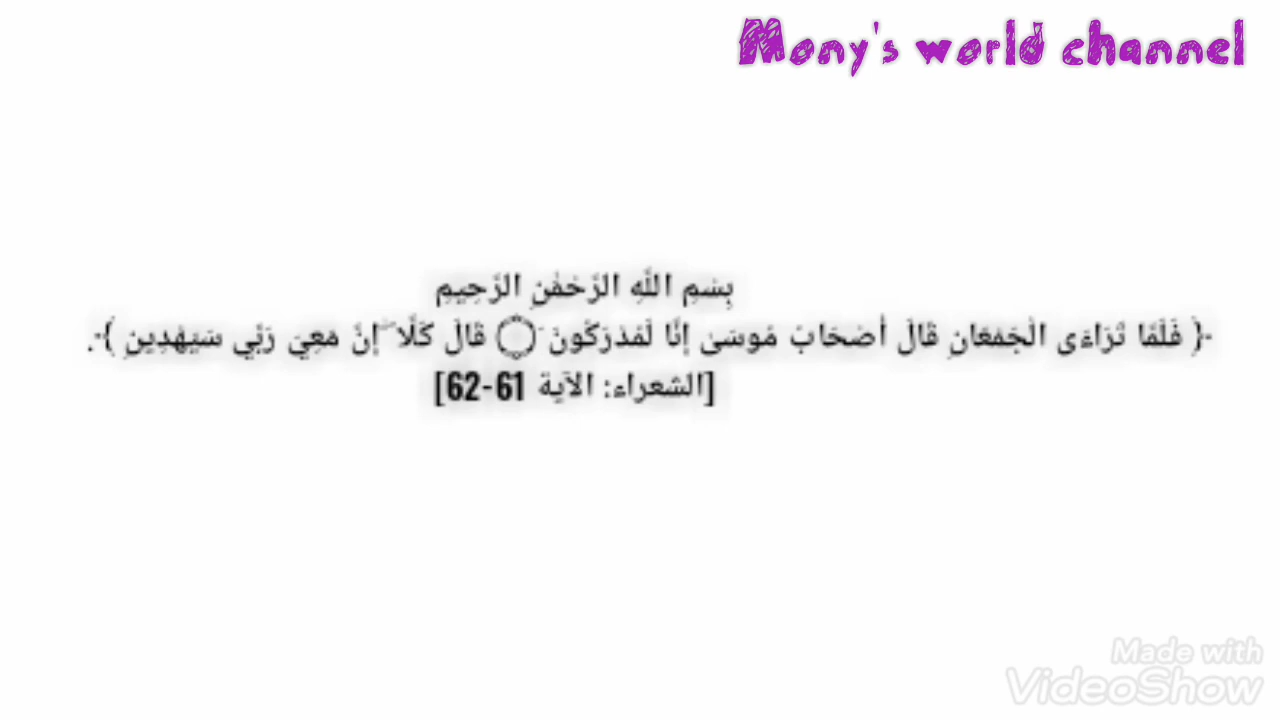 Mony's world channel
بِسْمِ اللَّهِ الرَّحْمَٰنِ الرَّحِيمِ
-{ فَلَمَّا تَرَاءَى الْجَمْعَانِ قَالَ أَصْحَابُ مُوسَىٰ إِنَّا لَمُدْرَكُونَ ۝ قَالَ كَلَّا ۖ إِنَّ مَعِيَ رَبِّي سَيَهْدِينِ }-.
[الشعراء: الآية 61-62]
Made with
VideoShow